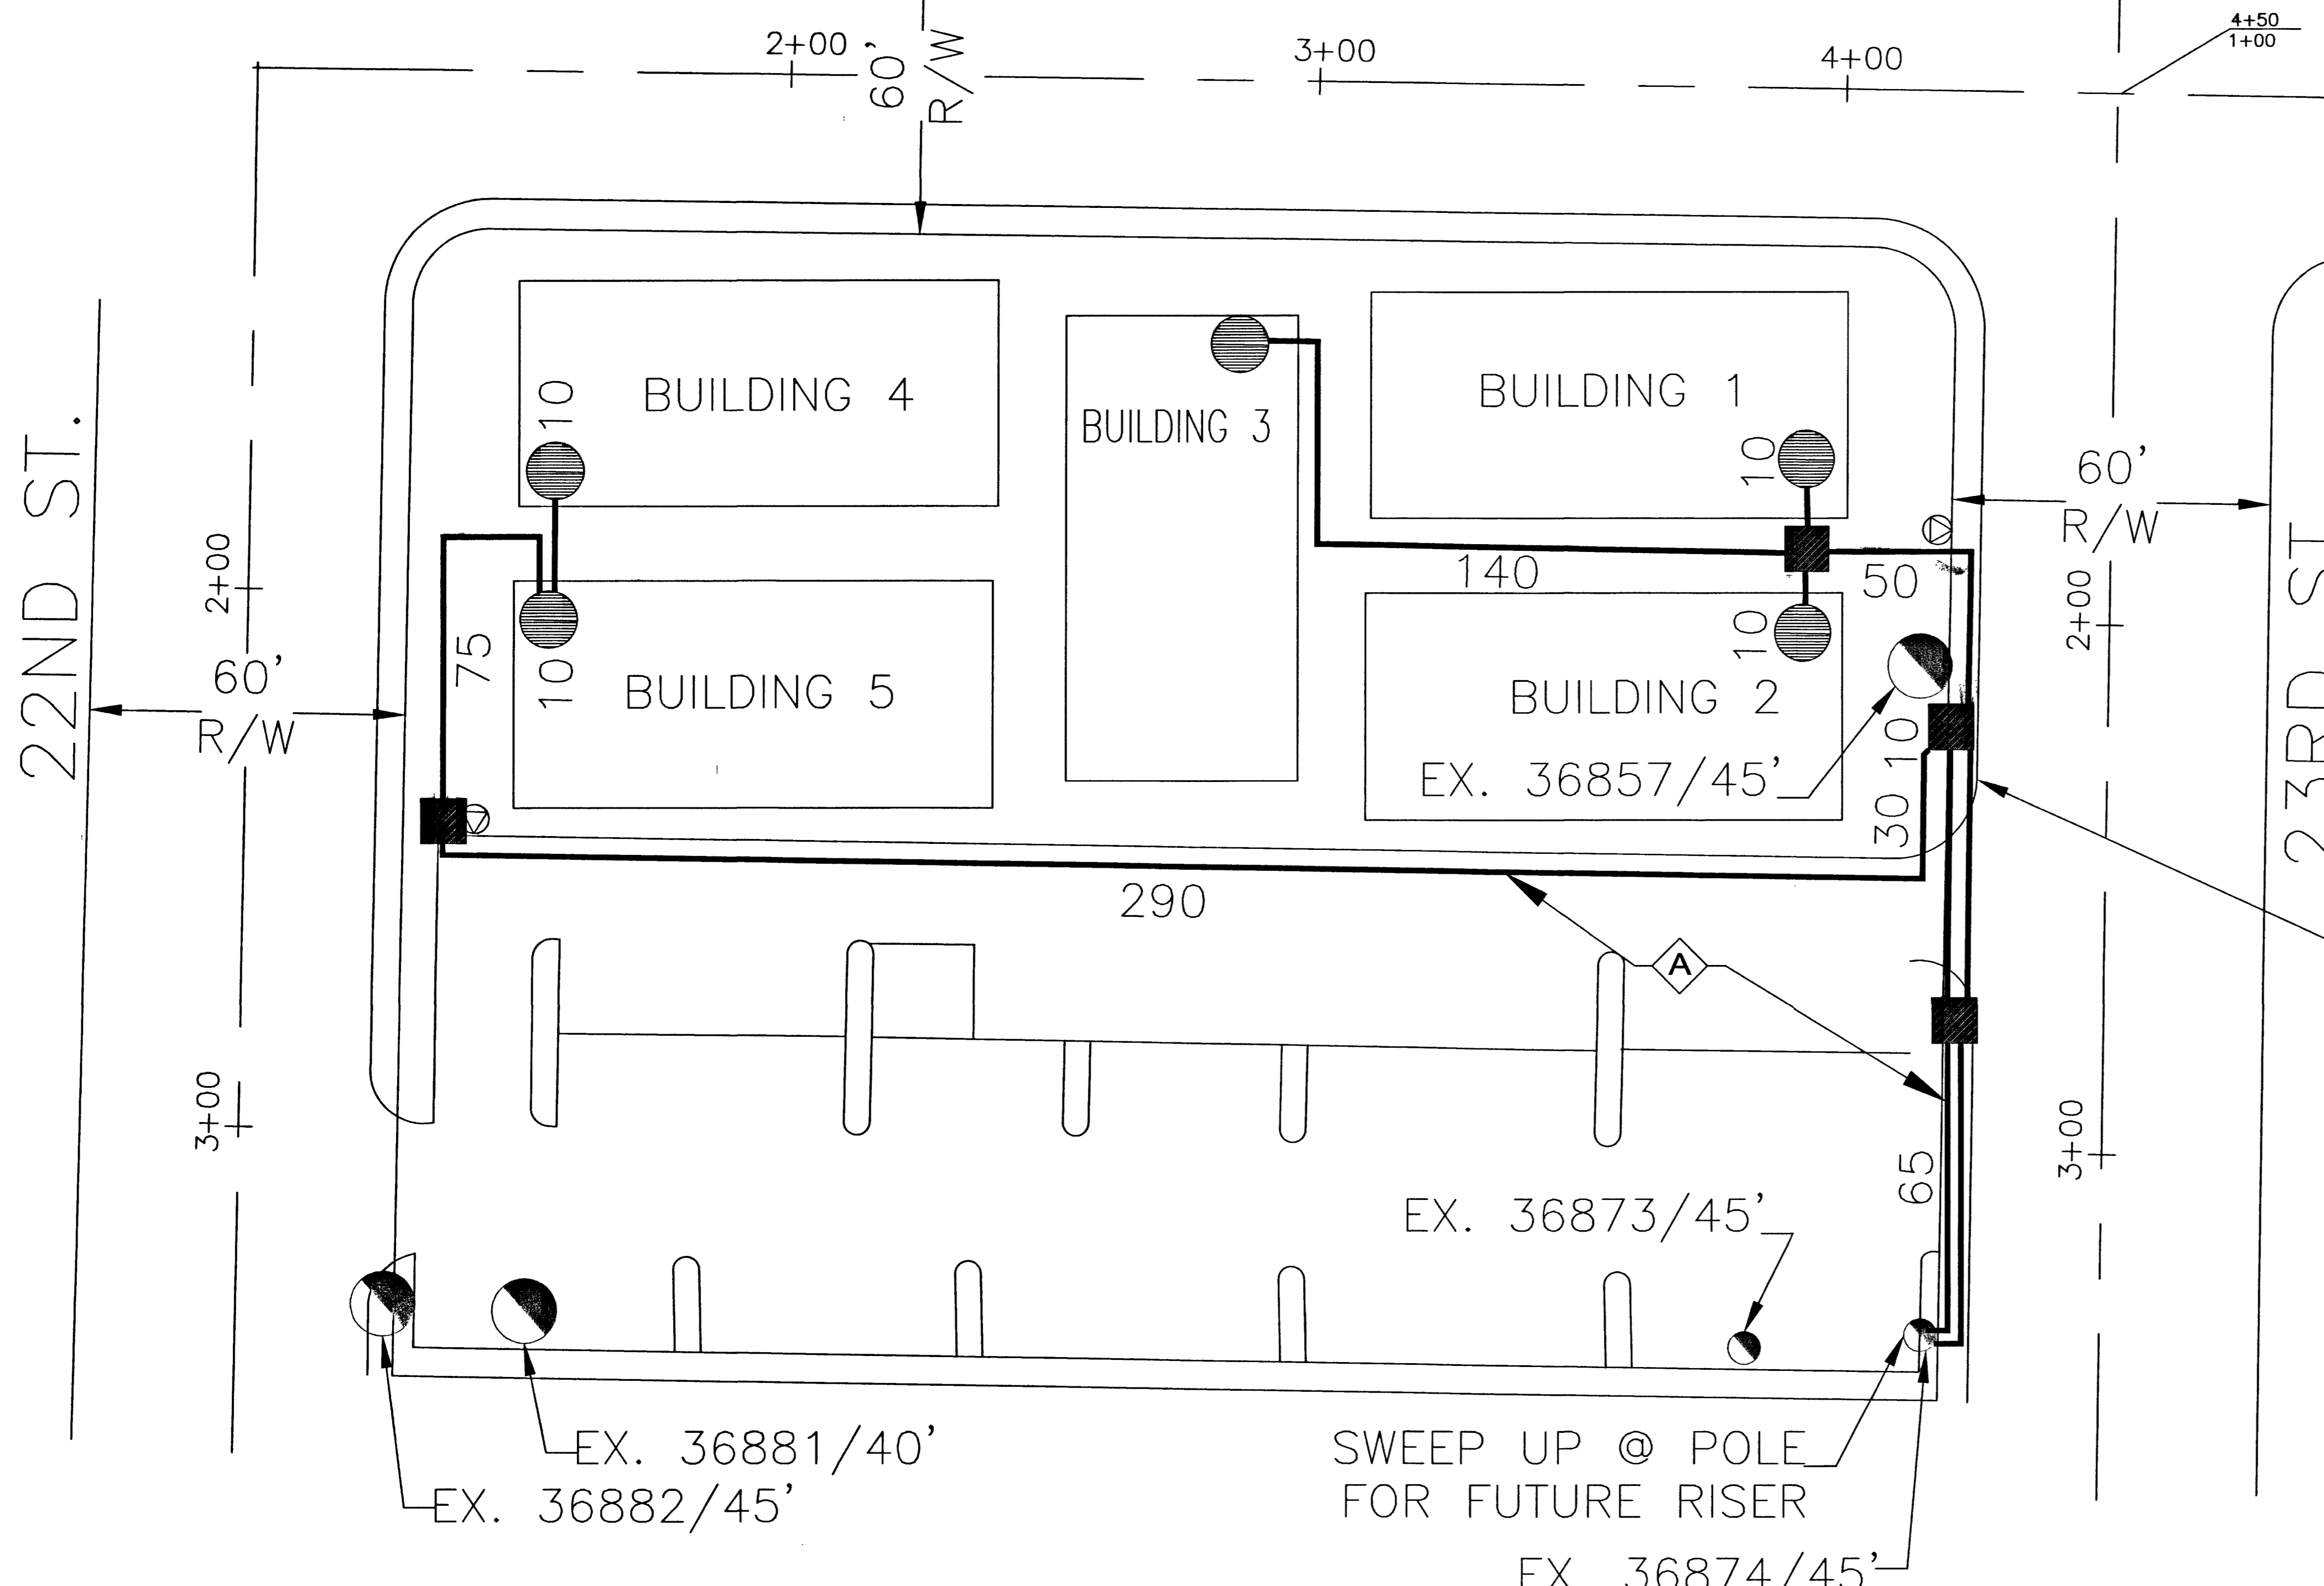 4+50
1+00
2+00
60'
R/W
3+00
4+00
22ND ST.
BUILDING 4
10
BUILDING 3
BUILDING 1
10
60'
R/W
23RD ST
2+00
2+00
140
50
10
10
75
60'
R/W
BUILDING 5
BUILDING 2
10
30
EX. 36857/45'
290
A
3+00
3+00
65
EX. 36873/45'
EX. 36881/40'
EX. 36882/45'
SWEEP UP @ POLE
FOR FUTURE RISER
EX. 36874/45'